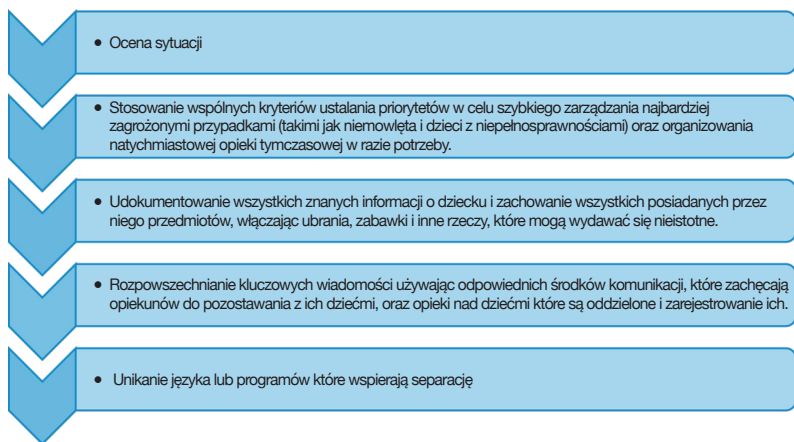 • Ocena sytuacji
• Stosowanie wspólnych kryteriów ustalania priorytetów w celu szybkiego zarządzania najbardziej
zagrożonymi przypadkami (takimi jak niemowlęta i dzieci z niepełnosprawnościami) oraz organizowania
natychmiastowej opieki tymczasowej w razie potrzeby.
• Udokumentowanie wszystkich znanych informacji o dziecku i zachowanie wszystkich posiadanych przez
niego przedmiotów, włączając ubrania, zabawki i inne rzeczy, które mogą wydawać się nieistotne.
• Rozpowszechnianie kluczowych wiadomości używając odpowiednich środków komunikacji, które zachęcają
opiekunów do pozostawania z ich dziećmi, oraz opieki nad dziećmi które są oddzielone i zarejestrowanie ich.
• Unikanie języka lub programów które wspierają separację